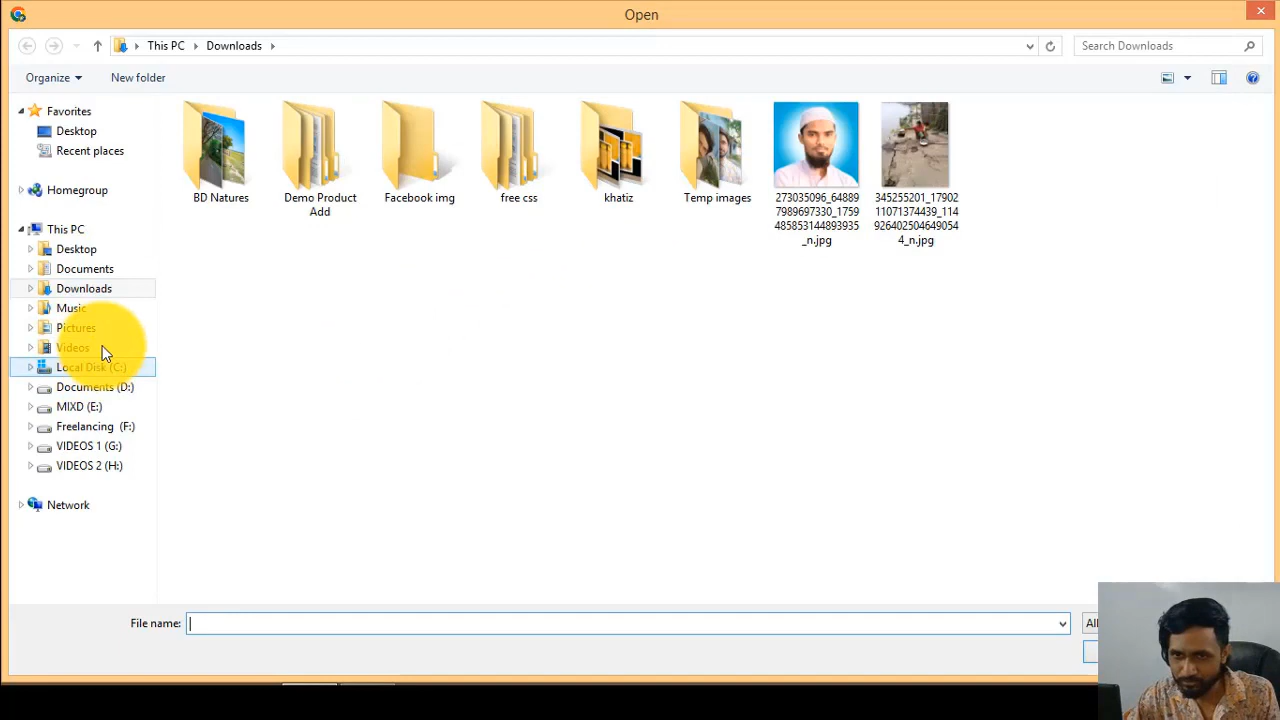 Open
This PC
Downloads
Search Downloads
Organize
New folder
Favorites
Desktop
Recent places
Homegroup
This PC
Desktop
Documents
Downloads
Music
Pictures
Videos
Local Disk (C:)
Documents (D:)
MIXD (E:)
Freelancing (F:)
VIDEOS 1 (G:)
VIDEOS 2 (H:)
Network
BD Natures
Demo Product
Add
Facebook img
free css
khatiz
Temp images
273035096_64889
7989697330_1759
485853144893935
_n.jpg
345255201_17902
11071374439_114
926402504649054
4_n.jpg
File name:
All